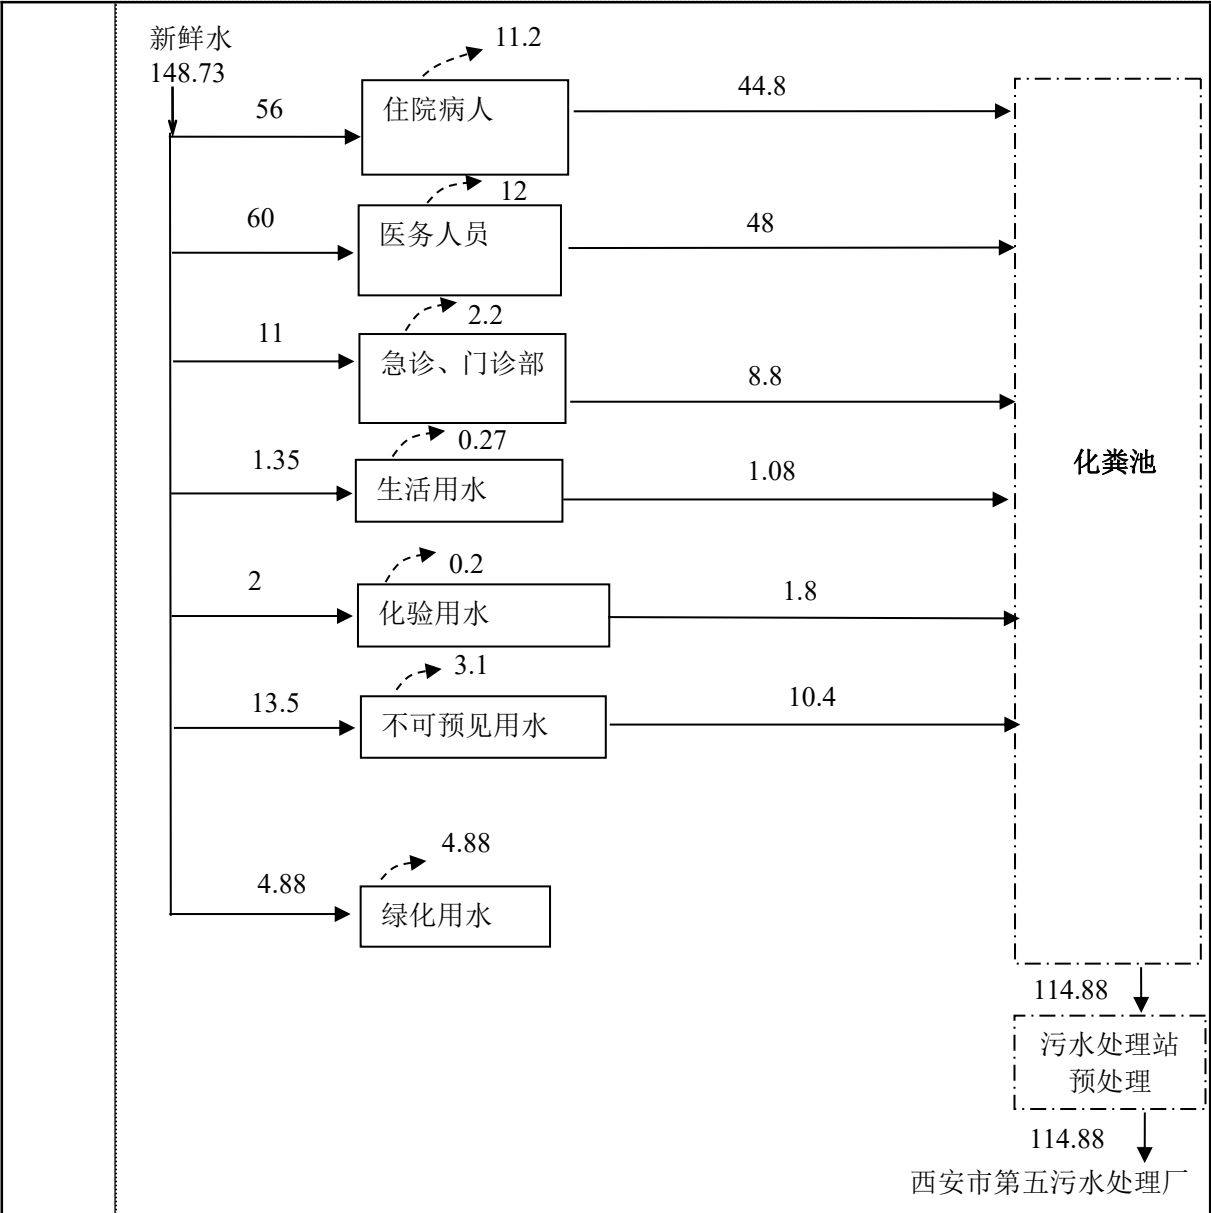 新鲜水
148.73
11.2
56
住院病人
44.8
12
60
医务人员
48
2.2
11
急诊、门诊部
8.8
0.27
1.35
生活用水
1.08
化粪池
0.2
2
化验用水
1.8
3.1
13.5
不可预见用水
10.4
4.88
4.88
绿化用水
114.88
污水处理站
预处理
114.88
西安市第五污水处理厂